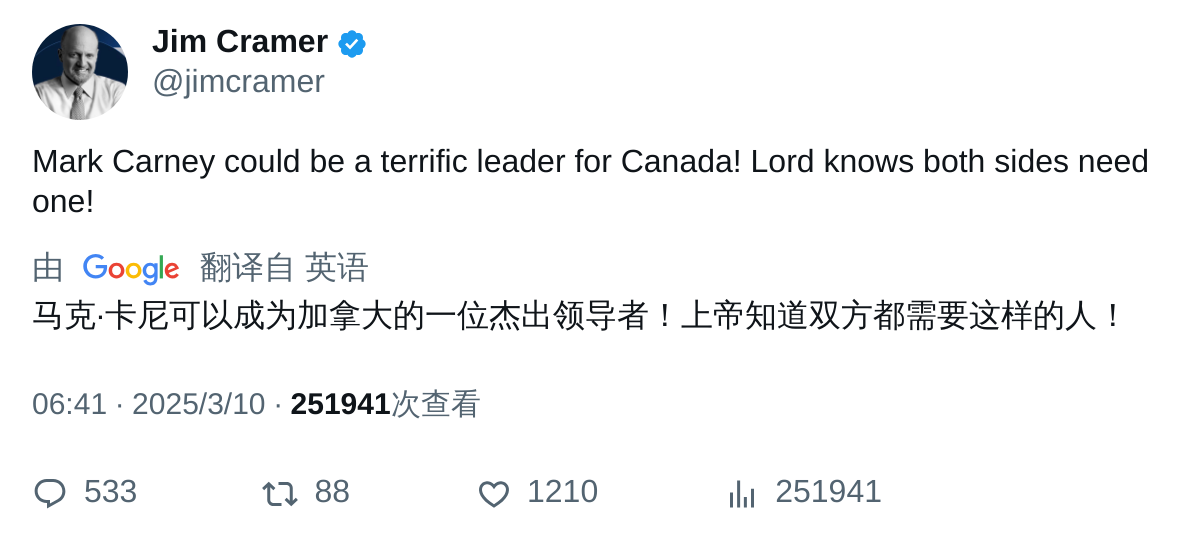 Jim Cramer
@jimcramer
Mark Carney could be a terrific leader for Canada! Lord knows both sides need
one!
由 Google 翻译自 英语
马克·卡尼可以成为加拿大的一位杰出领导者！上帝知道双方都需要这样的人！
06:41 · 2025/3/10 · 251941次查看
533 88 1210 251941